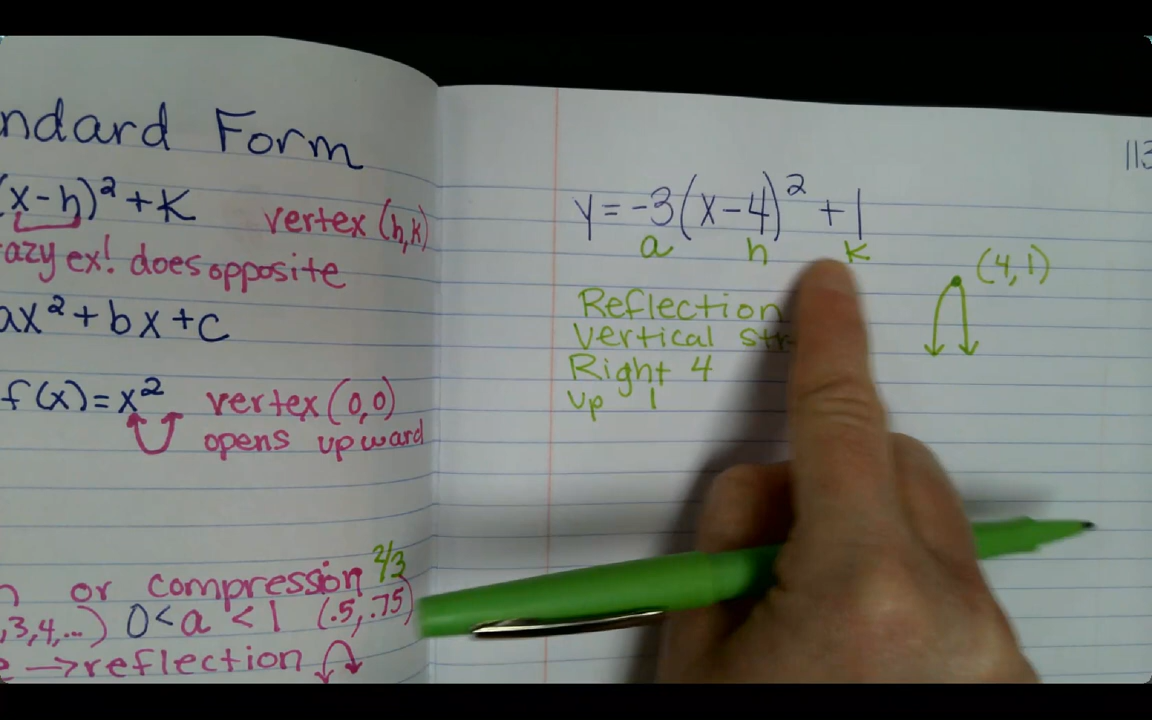 ndard Form
(x-h)² + K
vertex (h,k)
azy ex! does opposite
ax² + bx + c
f(x) = x² vertex (0,0)
opens upward
or compression 2/3
,3,4,...) 0 < a < 1 (.5, .75)
→ reflection
113
y = -3(x-4)² + 1
a h k
(4,1)
Reflection
vertical
Right 4
up 1